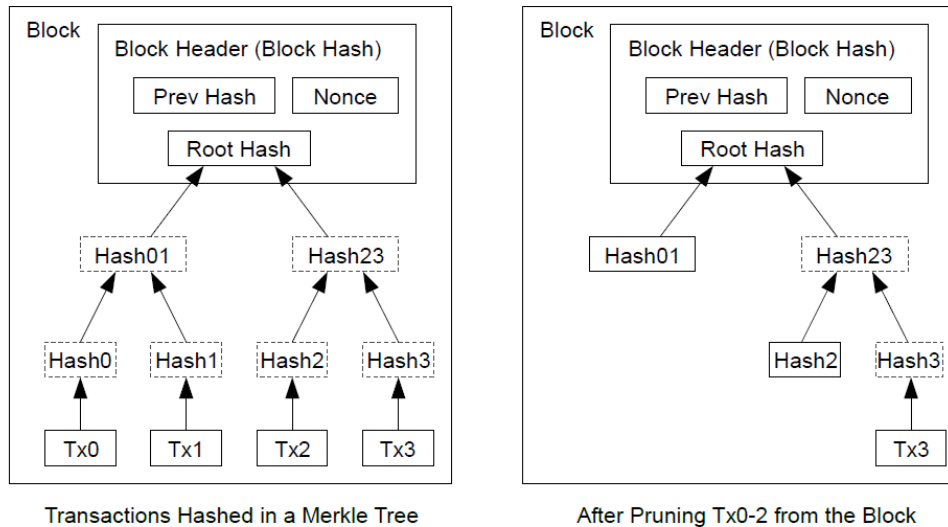 Block
Block Header (Block Hash)
Prev Hash
Nonce
Root Hash
Hash01
Hash23
Hash0
Hash1
Hash2
Hash3
Tx0
Tx1
Tx2
Tx3
Transactions Hashed in a Merkle Tree
Block
Block Header (Block Hash)
Prev Hash
Nonce
Root Hash
Hash01
Hash23
Hash2
Hash3
Tx3
After Pruning Tx0-2 from the Block